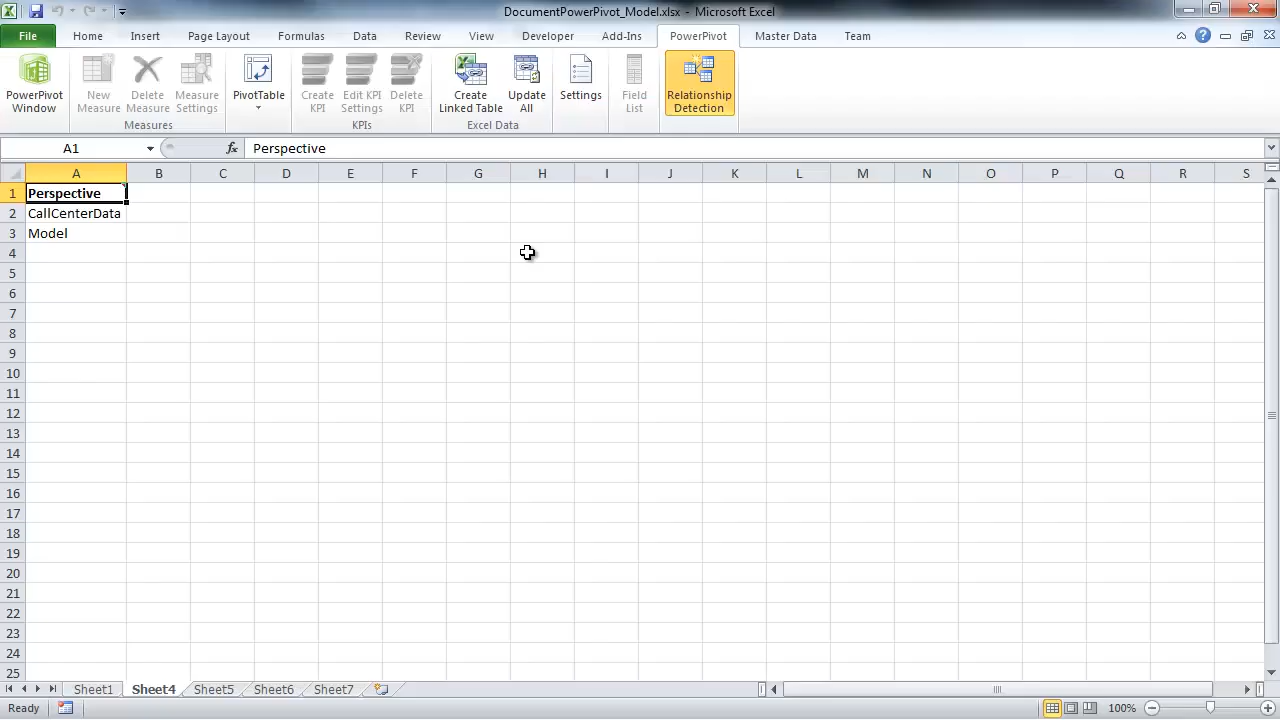 DocumentPowerPivot_Model.xlsx - Microsoft Excel
File Home Insert Page Layout Formulas Data Review View Developer Add-Ins PowerPivot Master Data Team
PowerPivot Window
New Measure
Delete Measure
Measure Settings
Measures
PivotTable
Create KPI
Edit KPI Settings
Delete KPI
KPIs
Create Linked Table
Update All
Excel Data
Settings
Field List
Relationship Detection
A1 fx Perspective
A B C D E F G H I J K L M N O P Q R S
1 Perspective
2 CallCenterData
3 Model
4
5
6
7
8
9
10
11
12
13
14
15
16
17
18
19
20
21
22
23
24
25
Sheet1 Sheet4 Sheet5 Sheet6 Sheet7
Ready 100%